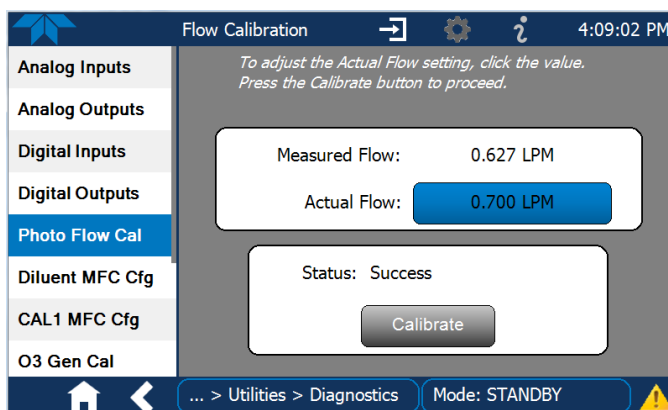 Flow Calibration
4:09:02 PM
Analog Inputs
Analog Outputs
Digital Inputs
Digital Outputs
Photo Flow Cal
Diluent MFC Cfg
CAL1 MFC Cfg
O3 Gen Cal
To adjust the Actual Flow setting, click the value.
Press the Calibrate button to proceed.
Measured Flow: 0.627 LPM
Actual Flow: 0.700 LPM
Status: Success
Calibrate
... > Utilities > Diagnostics
Mode: STANDBY